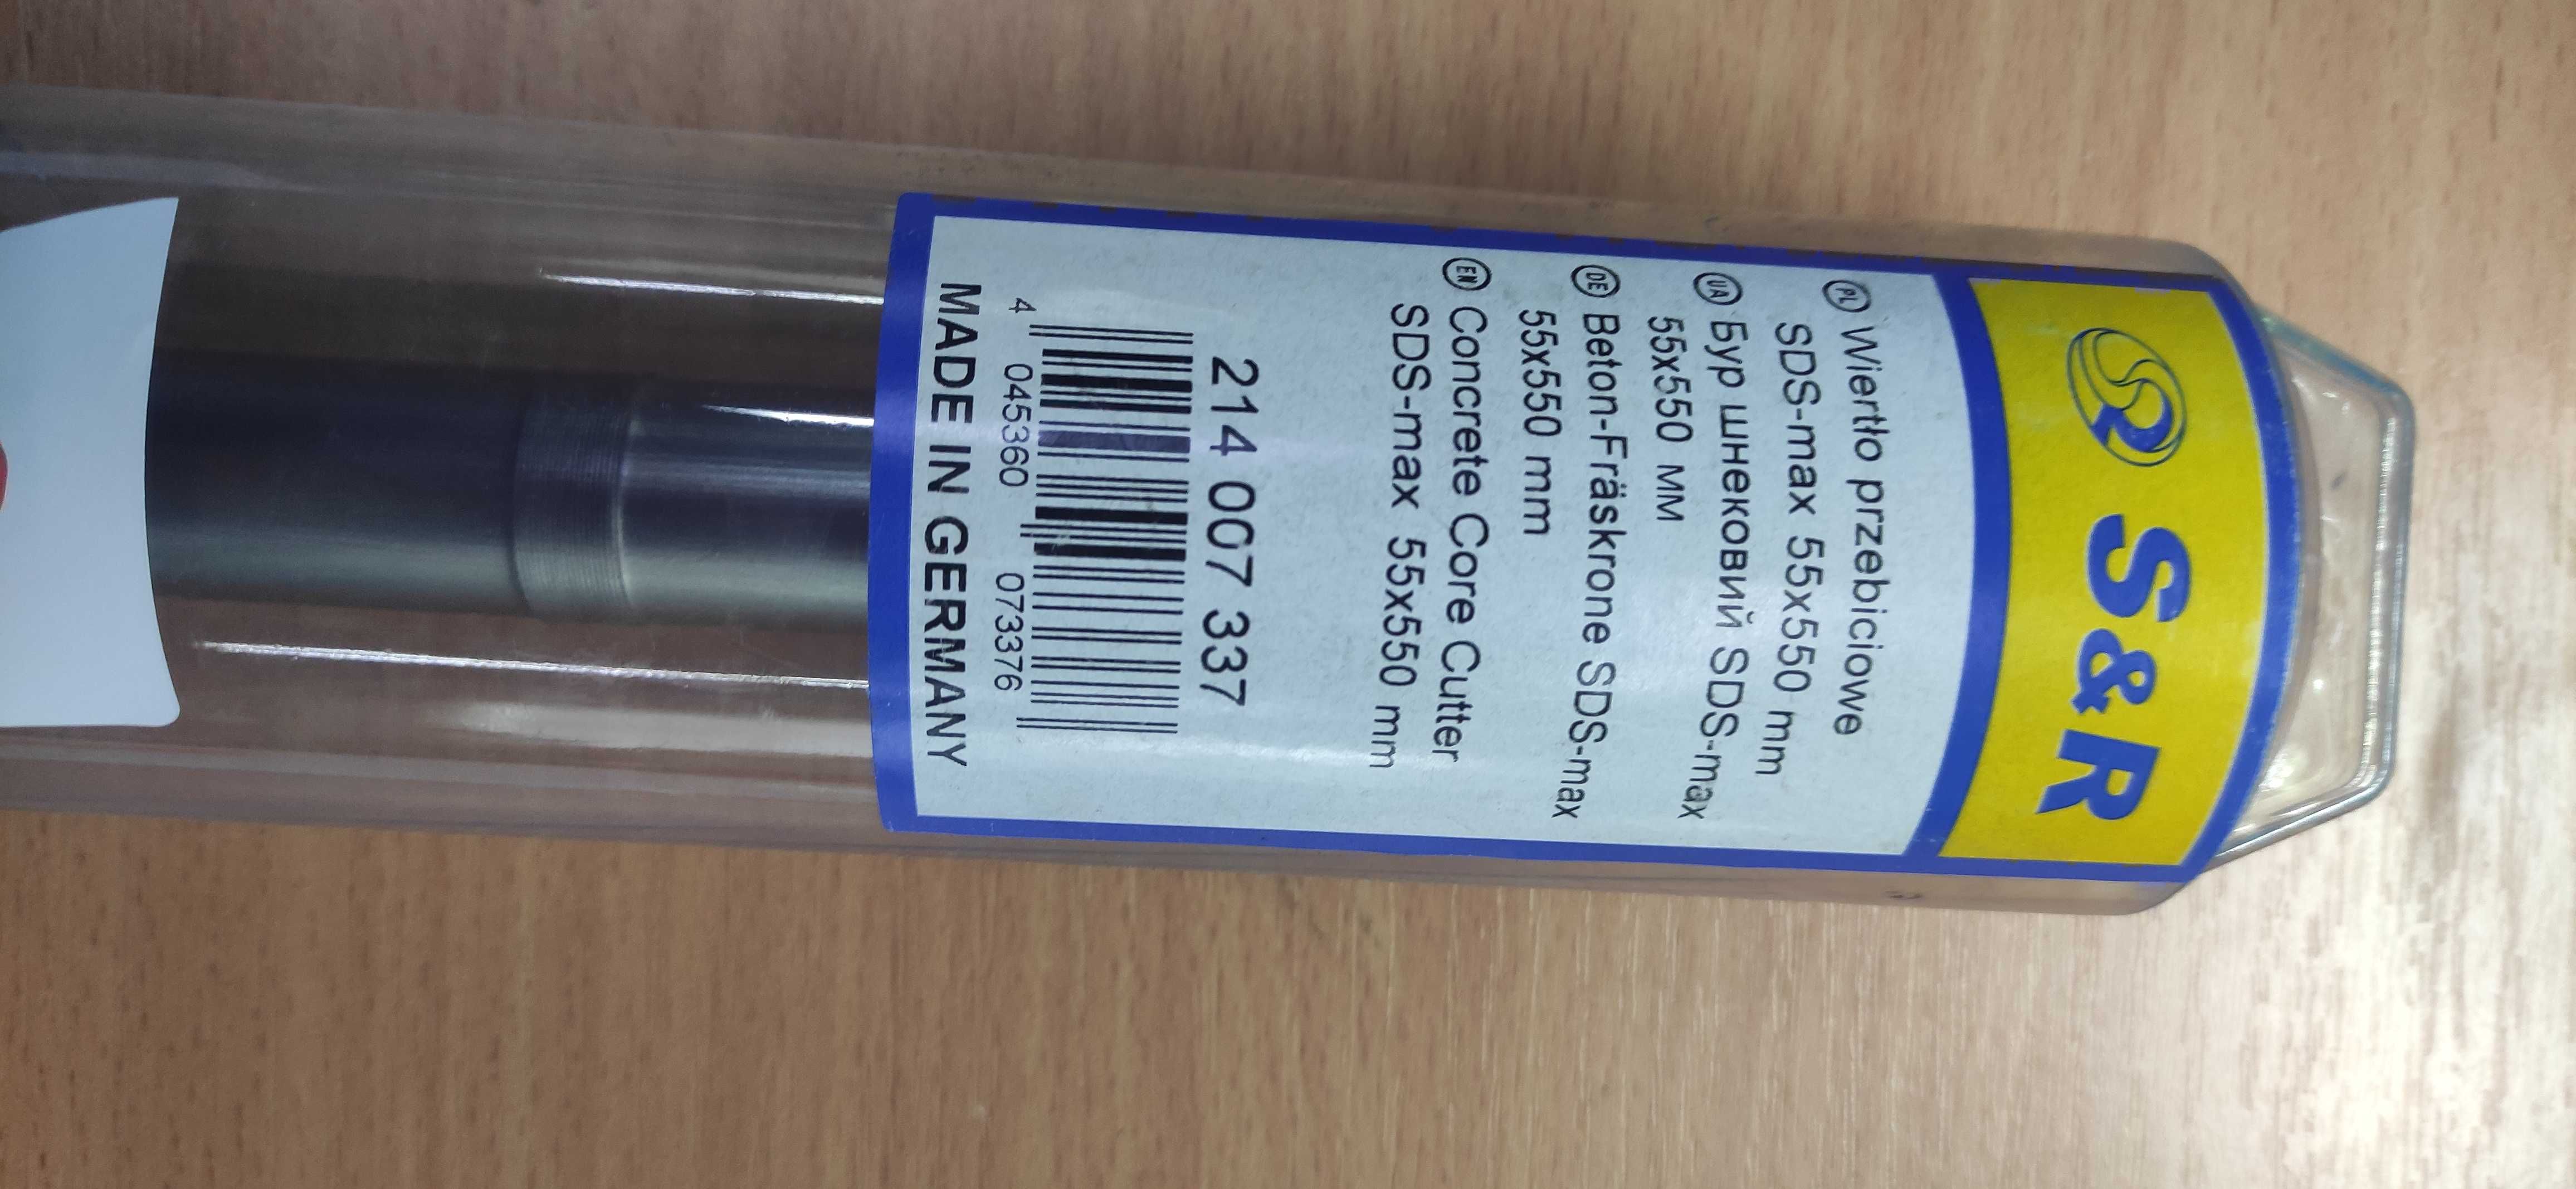 S&R
PL Wiertło przebiciowe
SDS-max 55x550 mm
UA Бур шнековий SDS-max
55x550 мм
DE Beton-Fräskrone SDS-max
55x550 mm
EN Concrete Core Cutter
SDS-max 55x550 mm
214 007 337
4 045360 073376
MADE IN GERMANY